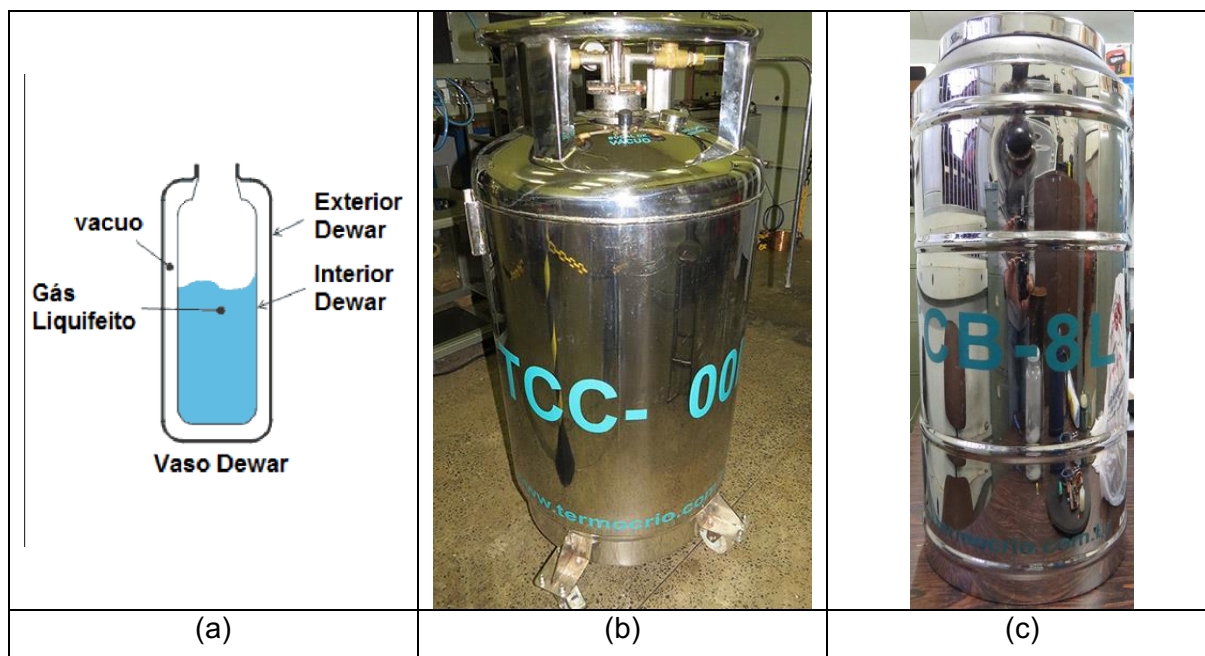 vacuo
Exterior
Dewar
Interior
Dewar
Gás
Liquifeito
Vaso Dewar
VACUO
TCC- 00
www.termocrio.com
CB-8L
(a)
(b)
(c)